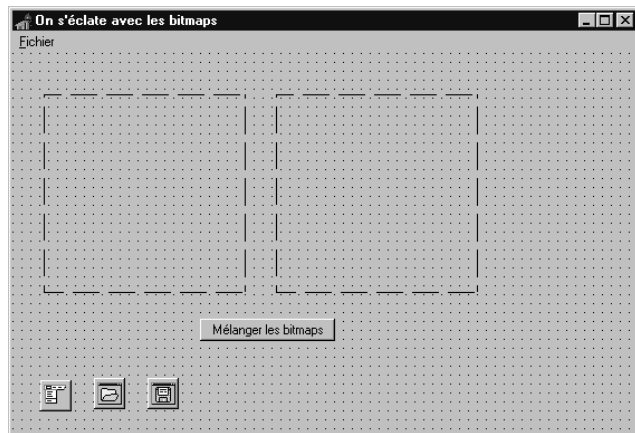 On s'éclate avec les bitmaps
Fichier
Mélanger les bitmaps